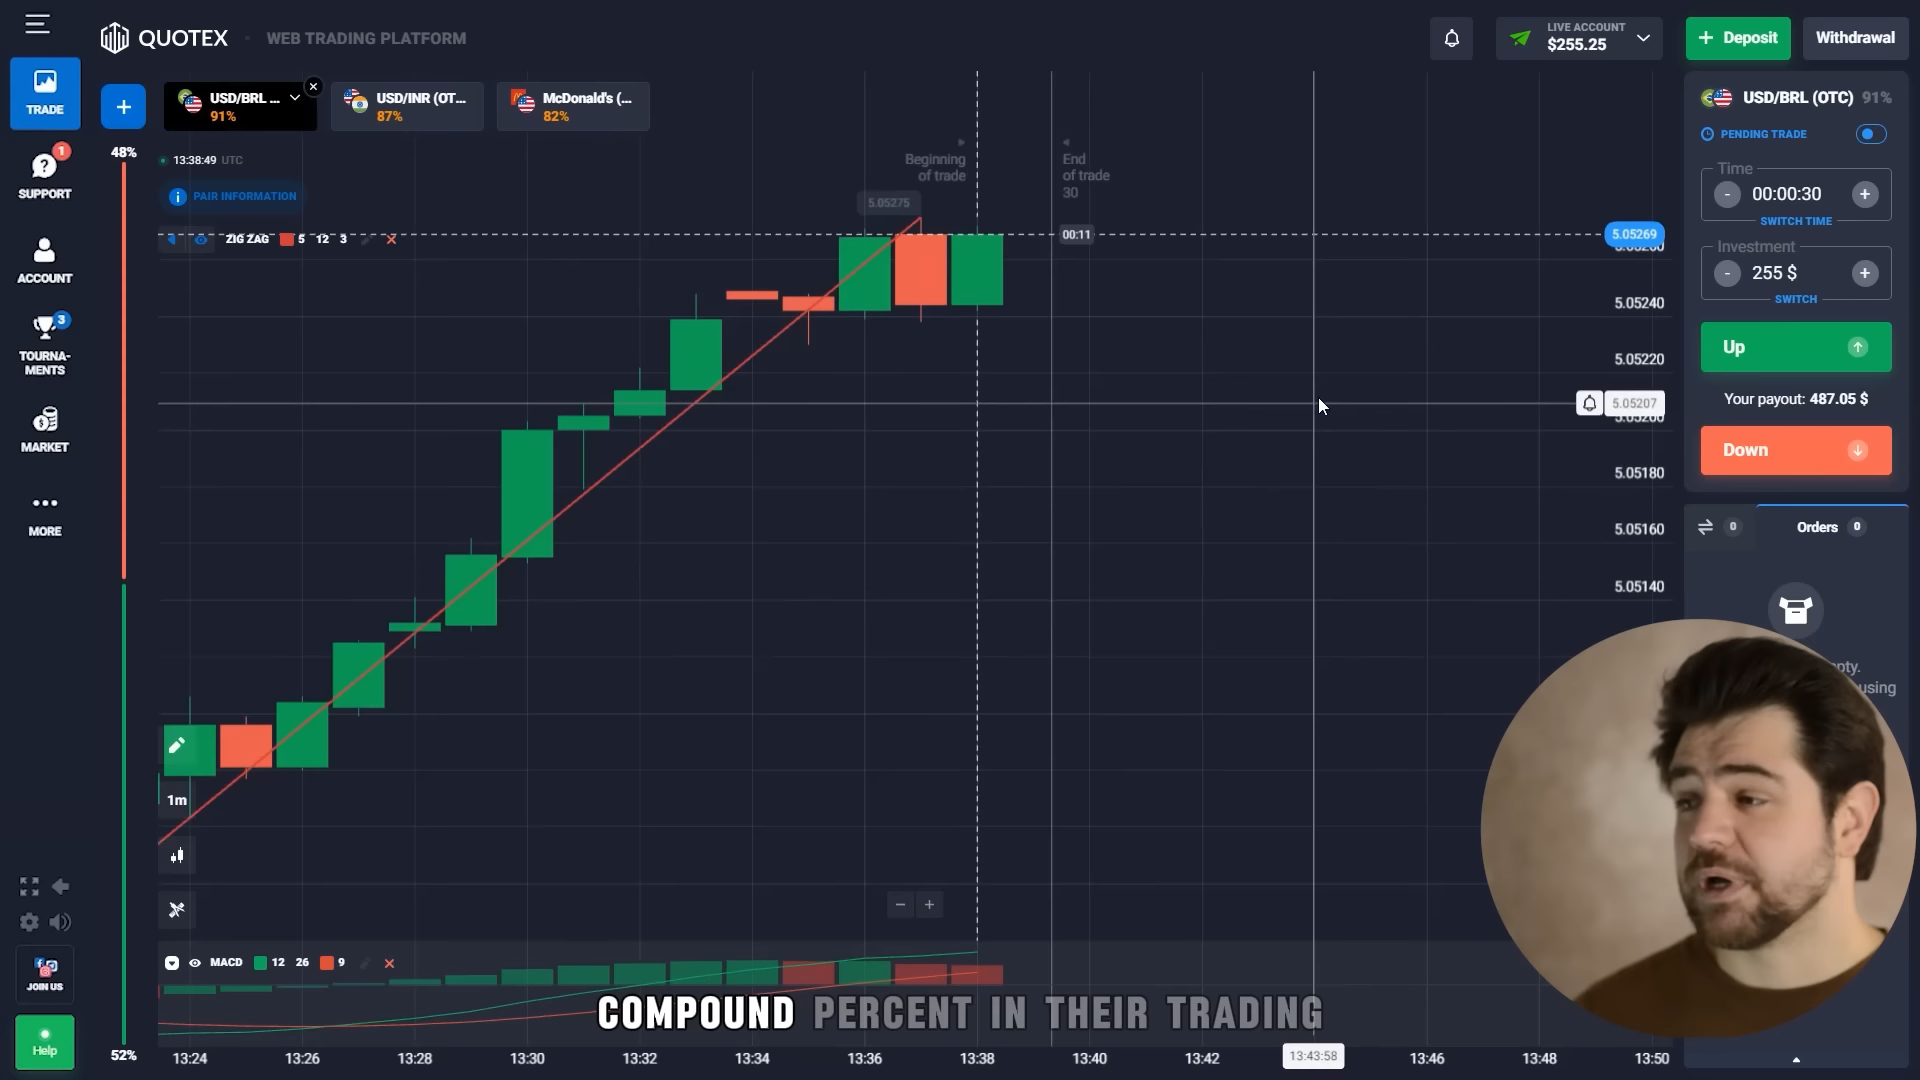 QUOTEX
WEB TRADING PLATFORM
LIVE ACCOUNT
$255.25
+ Deposit
Withdrawal
TRADE
+
USD/BRL ...
91%
USD/INR (OT...
87%
McDonald's (...
82%
USD/BRL (OTC) 91%
PENDING TRADE
Time
- 00:00:30 +
SWITCH TIME
Investment
- 255 $ +
SWITCH
Up
Your payout: 487.05 $
Down
0
Orders 0
pty.
using
1
SUPPORT
ACCOUNT
3
TOURNA-
MENTS
MARKET
MORE
JOIN US
Help
48%
52%
13:38:49 UTC
PAIR INFORMATION
ZIG ZAG 5 12 3
Beginning
of trade
End
of trade
30
5.05275
00:11
5.05269
5.05240
5.05220
5.05207
5.05180
5.05160
5.05140
1m
− +
MACD 12 26 9
COMPOUND PERCENT IN THEIR TRADING
13:24
13:26
13:28
13:30
13:32
13:34
13:36
13:38
13:40
13:42
13:43:58
13:46
13:48
13:50